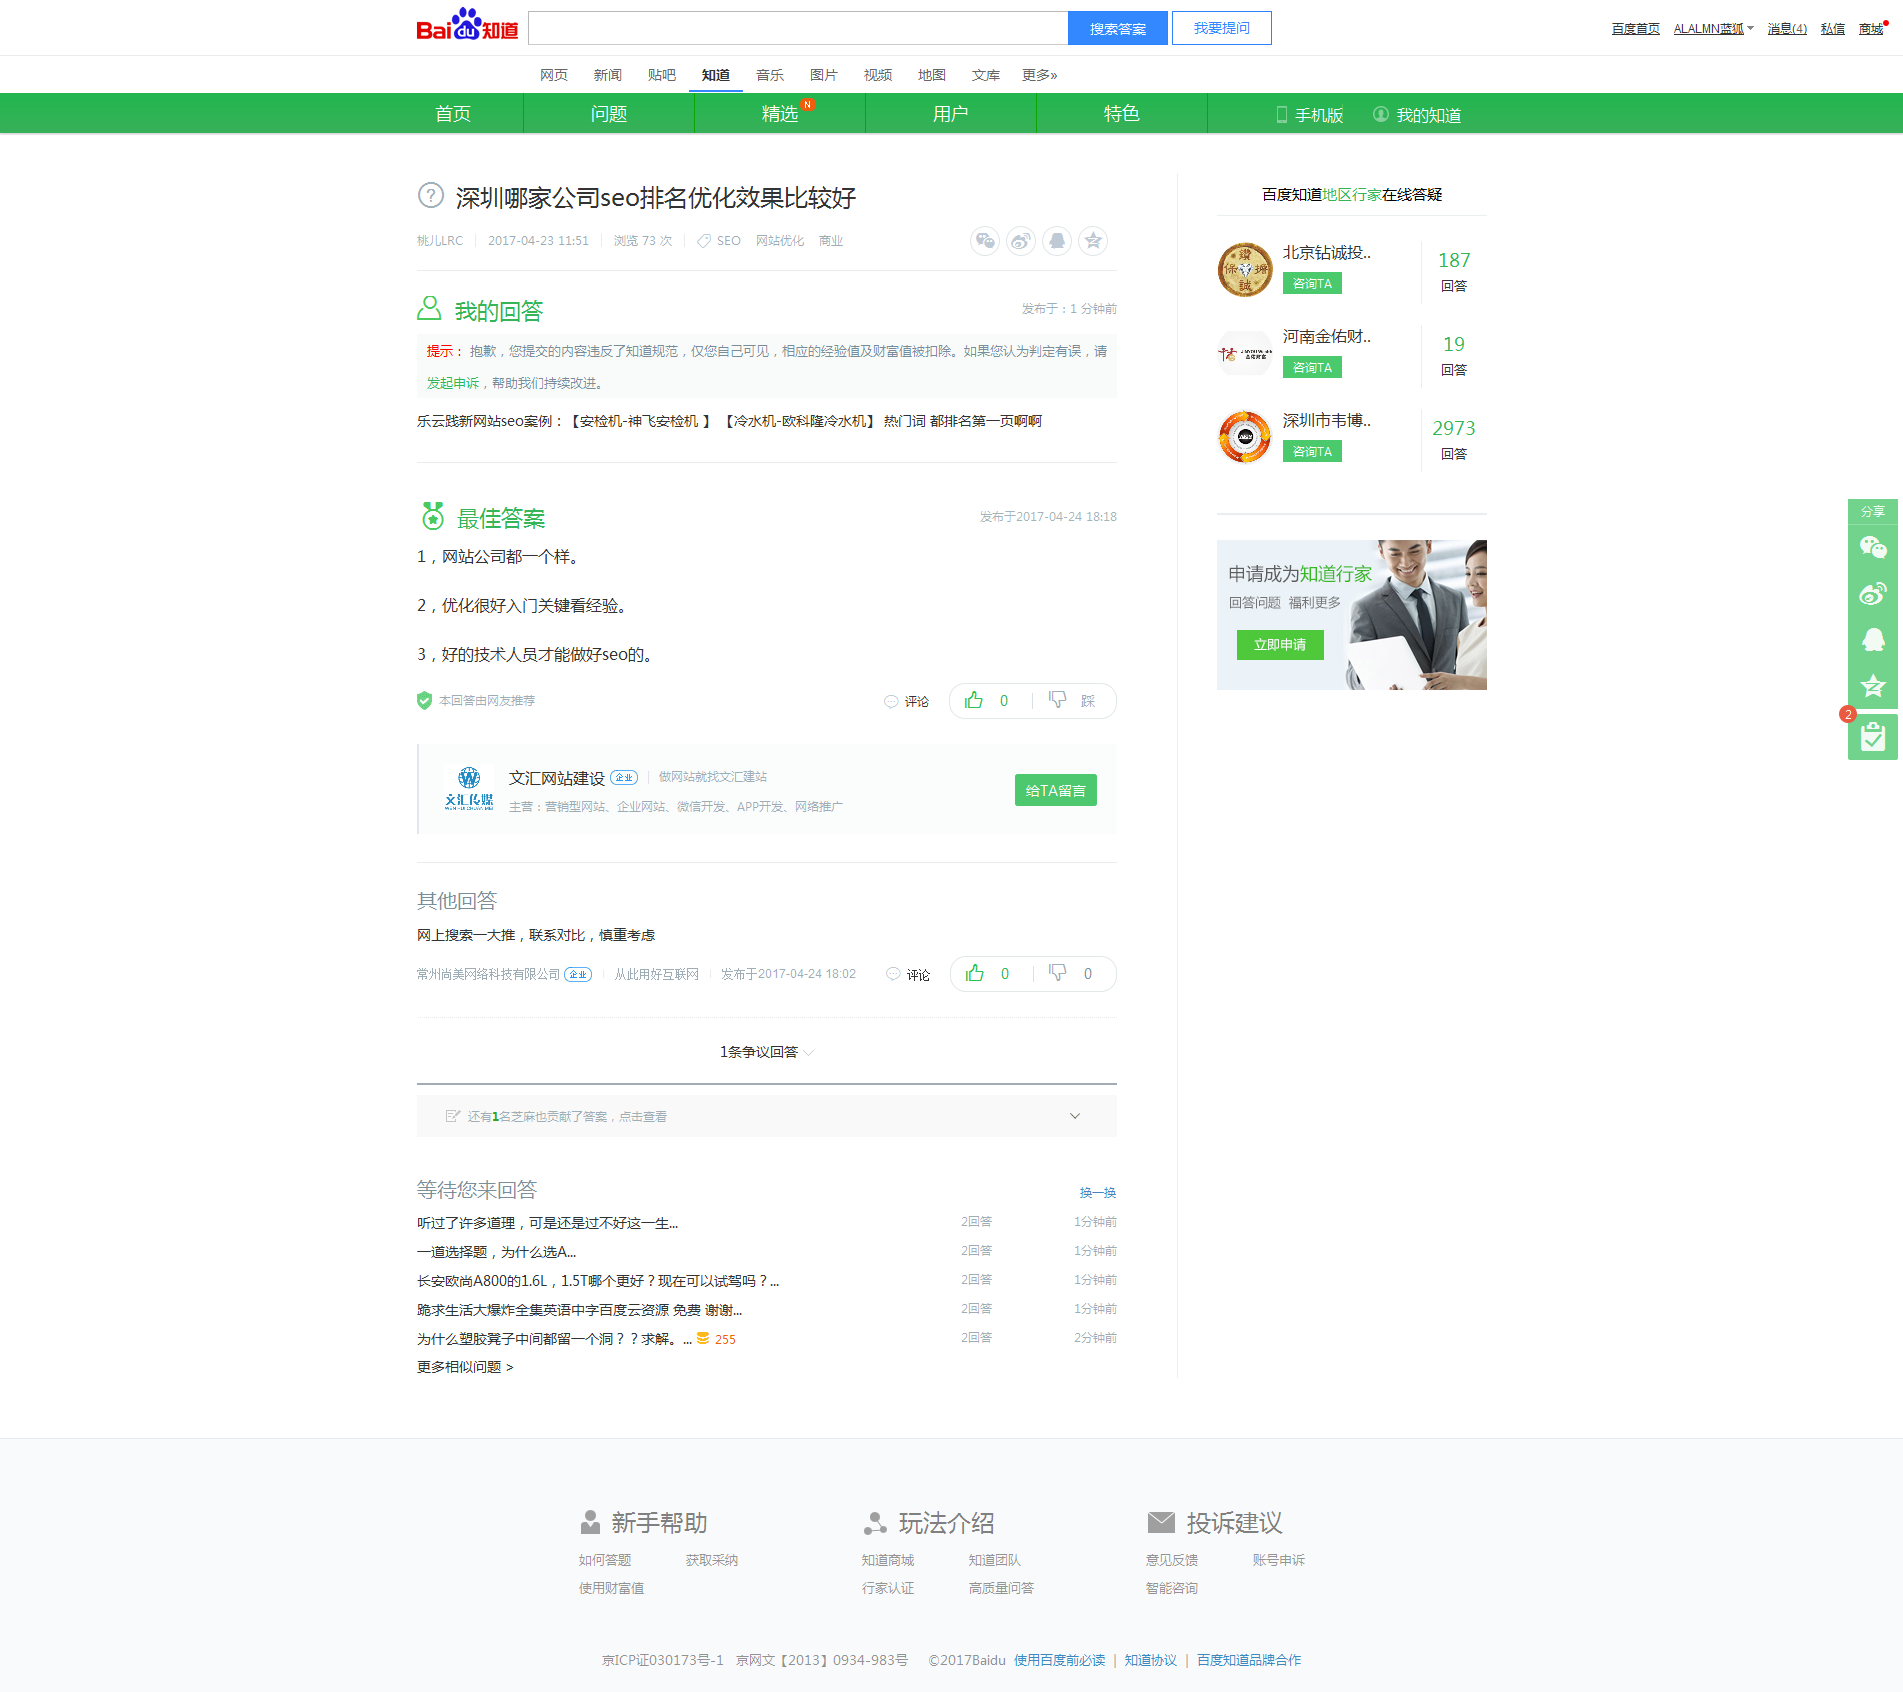 Bai du 知道
搜索答案 我要提问
百度首页 ALALMN蓝狐 消息(4) 私信 商城
网页 新闻 贴吧 知道 音乐 图片 视频 地图 文库 更多»
首页 问题 精选 N 用户 特色 手机版 我的知道
深圳哪家公司seo排名优化效果比较好
桃儿LRC 2017-04-23 11:51 浏览 73 次 SEO 网站优化 商业
我的回答 发布于：1 分钟前
提示： 抱歉，您提交的内容违反了知道规范，仅您自己可见，相应的经验值及财富值被扣除。如果您认为判定有误，请
发起申诉，帮助我们持续改进。
乐云践新网站seo案例：【安检机-神飞安检机 】 【冷水机-欧科隆冷水机】 热门词 都排名第一页啊啊
最佳答案 发布于2017-04-24 18:18
1，网站公司都一个样。
2，优化很好入门关键看经验。
3，好的技术人员才能做好seo的。
本回答由网友推荐 评论 0 踩
文汇传媒
文汇网站建设 企业 做网站就找文汇建站
主营：营销型网站、企业网站、微信开发、APP开发、网络推广
给TA留言
其他回答
网上搜索一大推，联系对比，慎重考虑
常州尚美网络科技有限公司 企业 从此用好互联网 发布于2017-04-24 18:02 评论 0 0
1条争议回答
还有1名芝麻也贡献了答案，点击查看
等待您来回答 换一换
听过了许多道理，可是还是过不好这一生... 2回答 1分钟前
一道选择题，为什么选A... 2回答 1分钟前
长安欧尚A800的1.6L，1.5T哪个更好？现在可以试驾吗？... 2回答 1分钟前
跪求生活大爆炸全集英语中字百度云资源 免费 谢谢... 2回答 1分钟前
为什么塑胶凳子中间都留一个洞？？求解。... 255 2回答 2分钟前
更多相似问题 >
百度知道地区行家在线答疑
北京钻诚投.. 187
咨询TA 回答
河南金佑财.. 19
咨询TA 回答
深圳市韦博.. 2973
咨询TA 回答
申请成为知道行家
回答问题 福利更多
立即申请
分享
2
新手帮助 玩法介绍 投诉建议
如何答题 获取采纳 知道商城 知道团队 意见反馈 账号申诉
使用财富值 行家认证 高质量问答 智能咨询
京ICP证030173号-1 京网文【2013】0934-983号 ©2017Baidu 使用百度前必读 | 知道协议 | 百度知道品牌合作